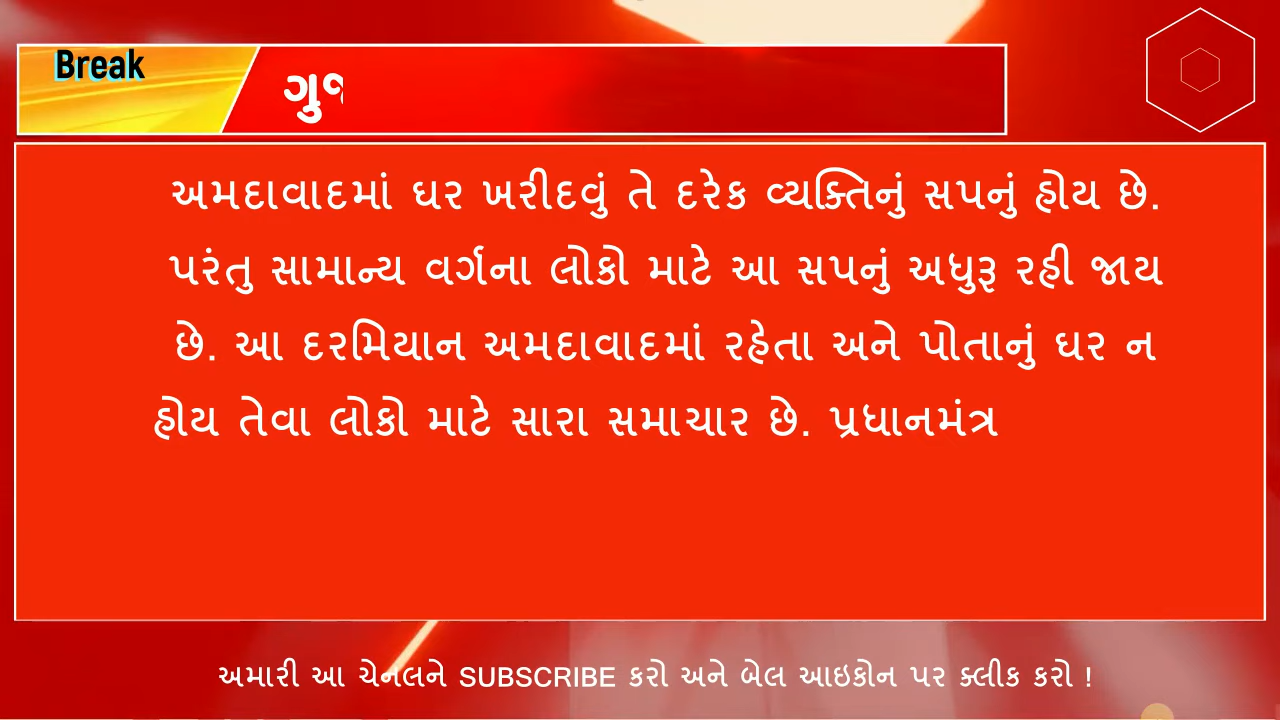 Break
અમદાવાદમાં ઘર ખરીદવું તે દરેક વ્યક્તિનું સપનું હોય છે.
પરંતુ સામાન્ય વર્ગના લોકો માટે આ સપનું અધુરૂ રહી જાય
છે. આ દરમિયાન અમદાવાદમાં રહેતા અને પોતાનું ઘર ન
હોય તેવા લોકો માટે સારા સમાચાર છે. પ્રધાનમંત્ર
અમારી આ ચેનલને SUBSCRIBE કરો અને બેલ આઇકોન પર ક્લીક કરો !